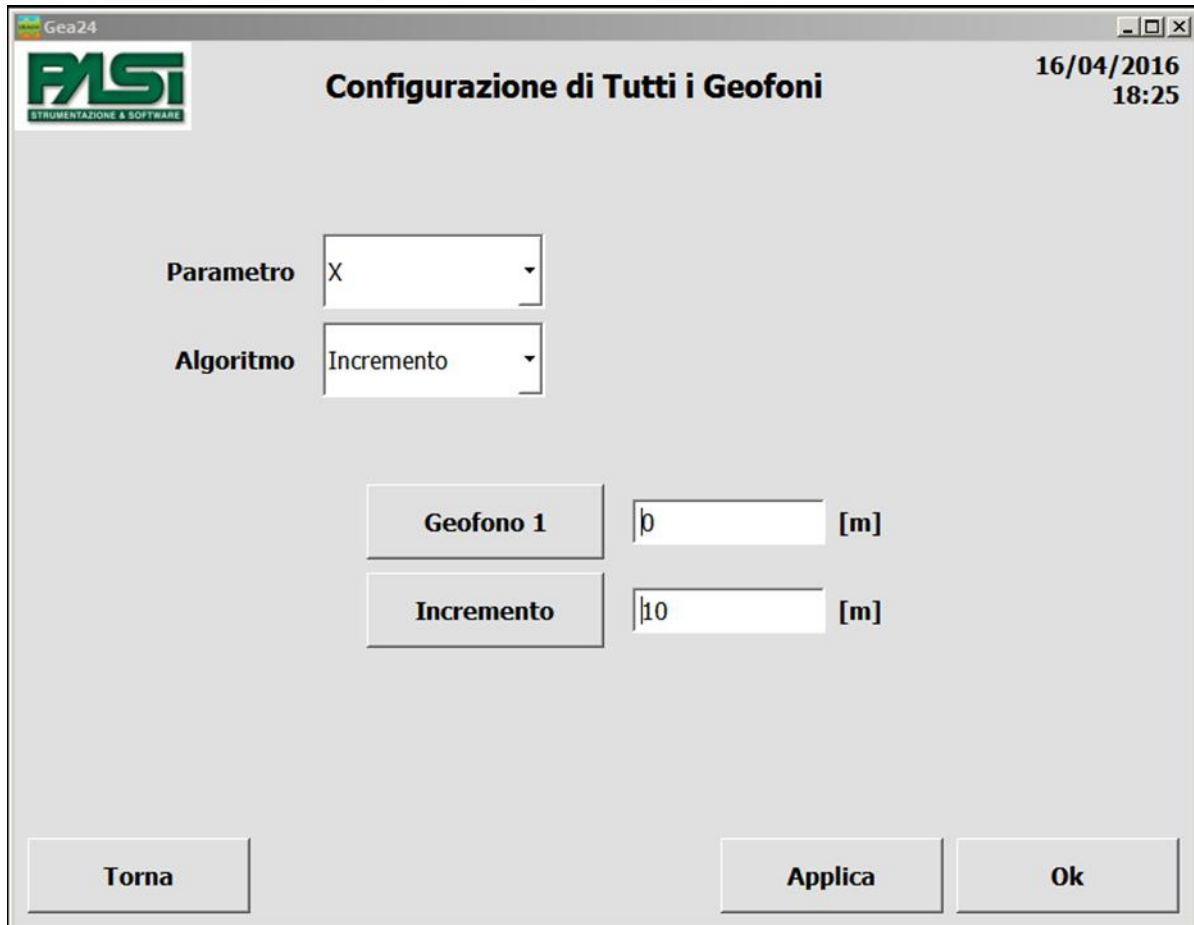 Gea24
PASI
STRUMENTAZIONE & SOFTWARE
Configurazione di Tutti i Geofoni
16/04/2016
18:25
Parametro X
Algoritmo Incremento
Geofono 1 0 [m]
Incremento 10 [m]
Torna Applica Ok